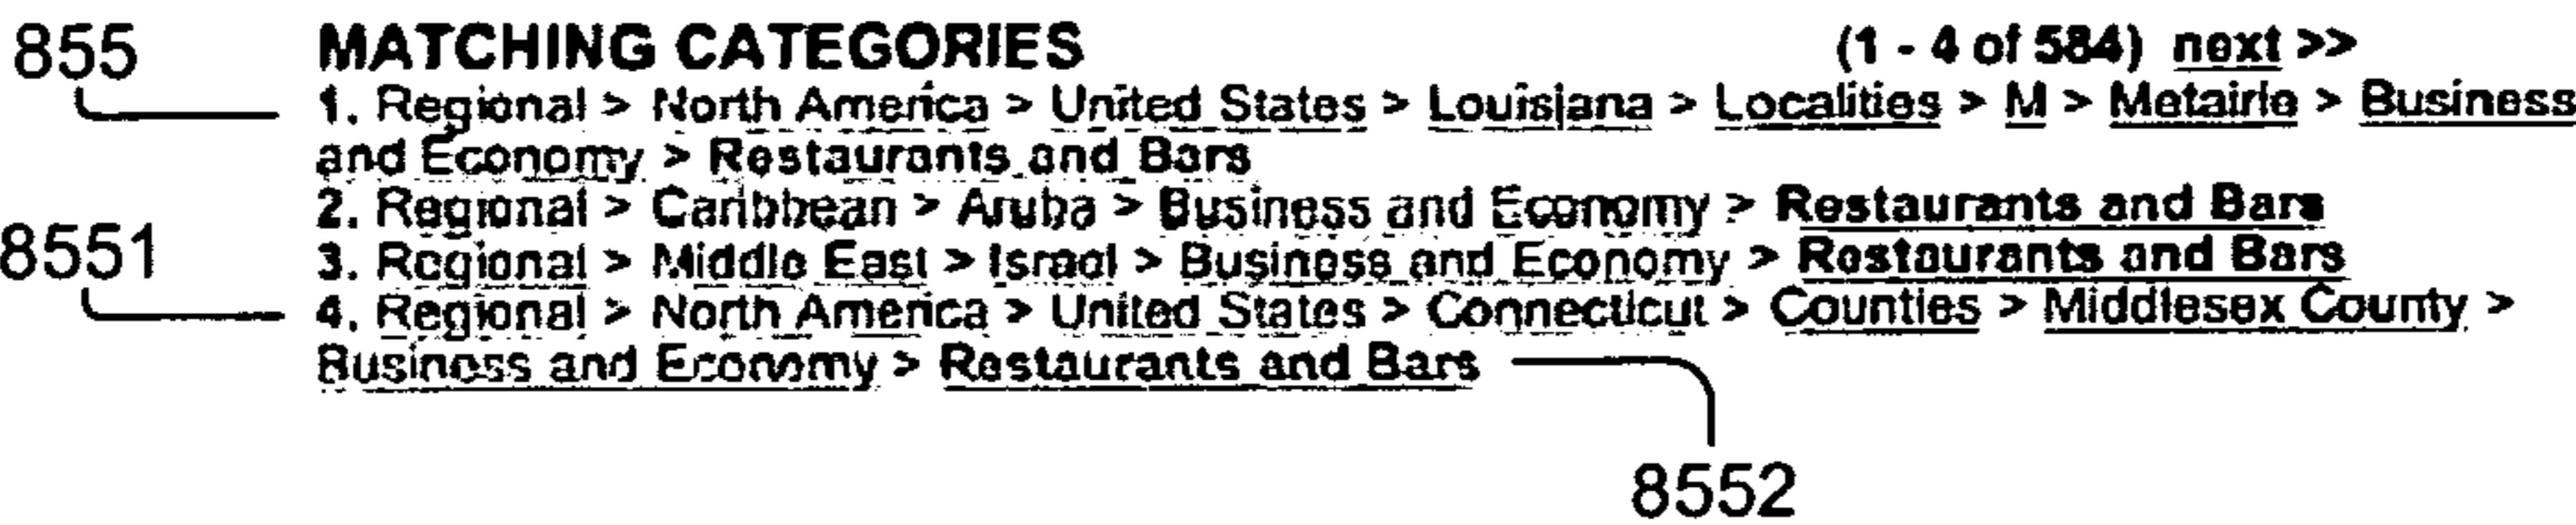 855 MATCHING CATEGORIES (1 - 4 of 584) next >>
1. Regional > North America > United States > Louisiana > Localities > M > Metairie > Business
and Economy > Restaurants and Bars
2. Regional > Caribbean > Aruba > Business and Economy > Restaurants and Bars
8551 3. Regional > Middle East > Israel > Business and Economy > Restaurants and Bars
4. Regional > North America > United States > Connecticut > Counties > Middlesex County >
Business and Economy > Restaurants and Bars
8552